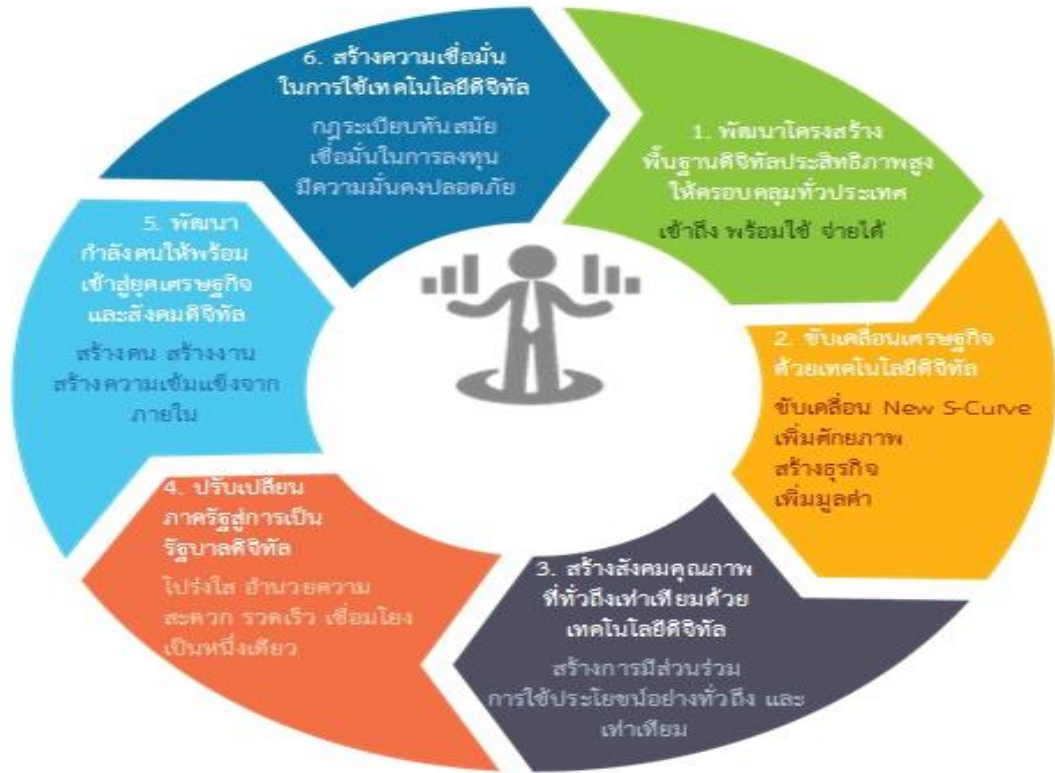 1. พัฒนาโครงสร้าง
พื้นฐานดิจิทัลประสิทธิภาพสูง
ให้ครอบคลุมทั่วประเทศ
เข้าถึง พร้อมใช้ จ่ายได้
2. ขับเคลื่อนเศรษฐกิจ
ด้วยเทคโนโลยีดิจิทัล
ขับเคลื่อน New S-Curve
เพิ่มศักยภาพ
สร้างธุรกิจ
เพิ่มมูลค่า
3. สร้างสังคมคุณภาพ
ที่ทั่วถึงเท่าเทียมด้วย
เทคโนโลยีดิจิทัล
สร้างการมีส่วนร่วม
การใช้ประโยชน์อย่างทั่วถึง และ
เท่าเทียม
4. ปรับเปลี่ยน
ภาครัฐสู่การเป็น
รัฐบาลดิจิทัล
โปร่งใส อำนวยความ
สะดวก รวดเร็ว เชื่อมโยง
เป็นหนึ่งเดียว
5. พัฒนา
กำลังคนให้พร้อม
เข้าสู่ยุคเศรษฐกิจ
และสังคมดิจิทัล
สร้างคน สร้างงาน
สร้างความเข้มแข็งจาก
ภายใน
6. สร้างความเชื่อมั่น
ในการใช้เทคโนโลยีดิจิทัล
กฎระเบียบทันสมัย
เชื่อมั่นในการลงทุน
มีความมั่นคงปลอดภัย